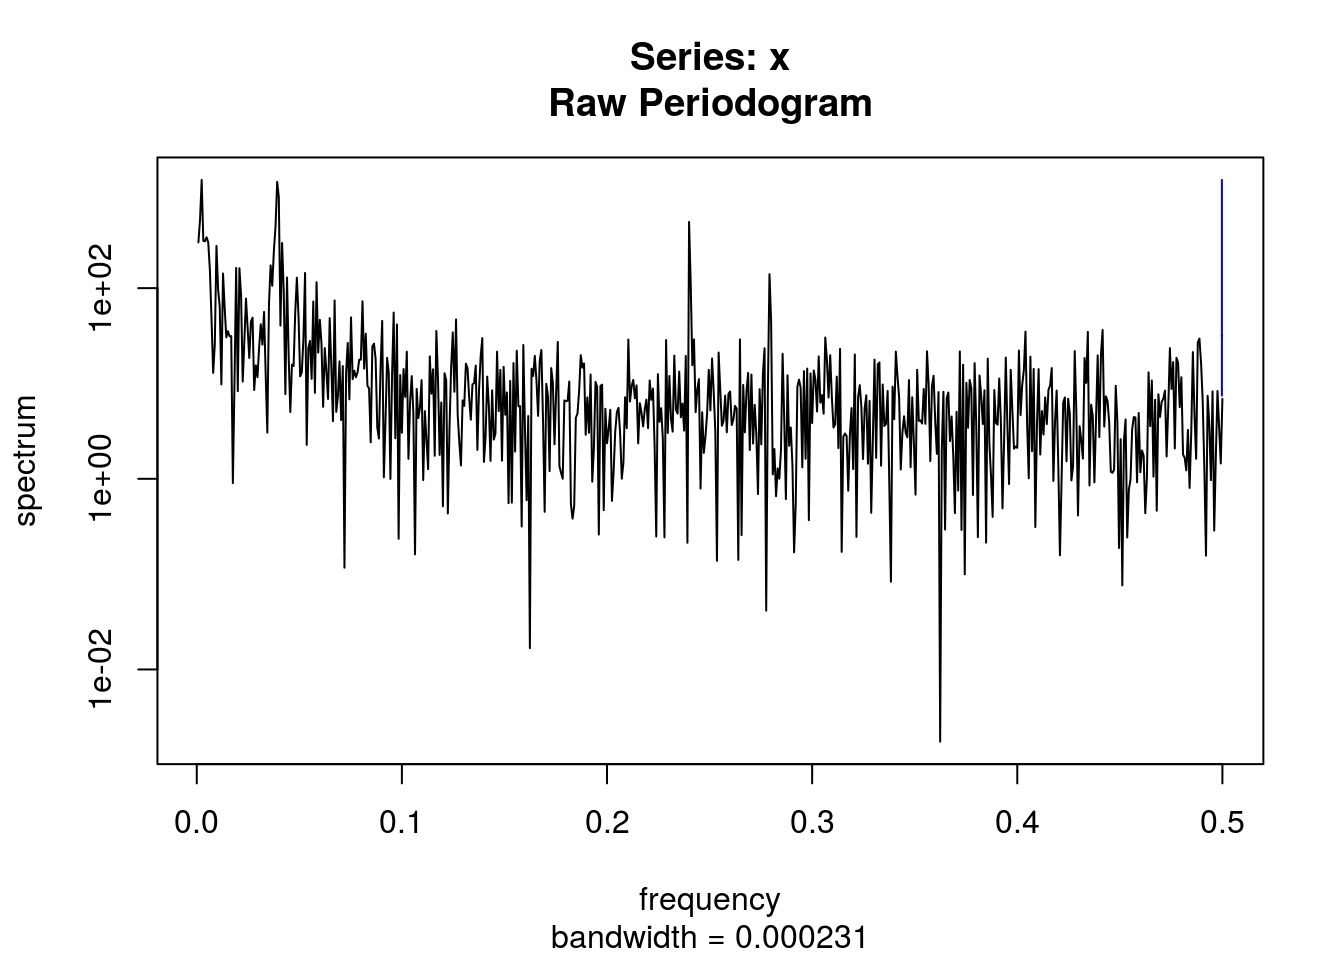 Series: x
Raw Periodogram
spectrum
1e+02
1e+00
1e-02
0.0 0.1 0.2 0.3 0.4 0.5
frequency
bandwidth = 0.000231